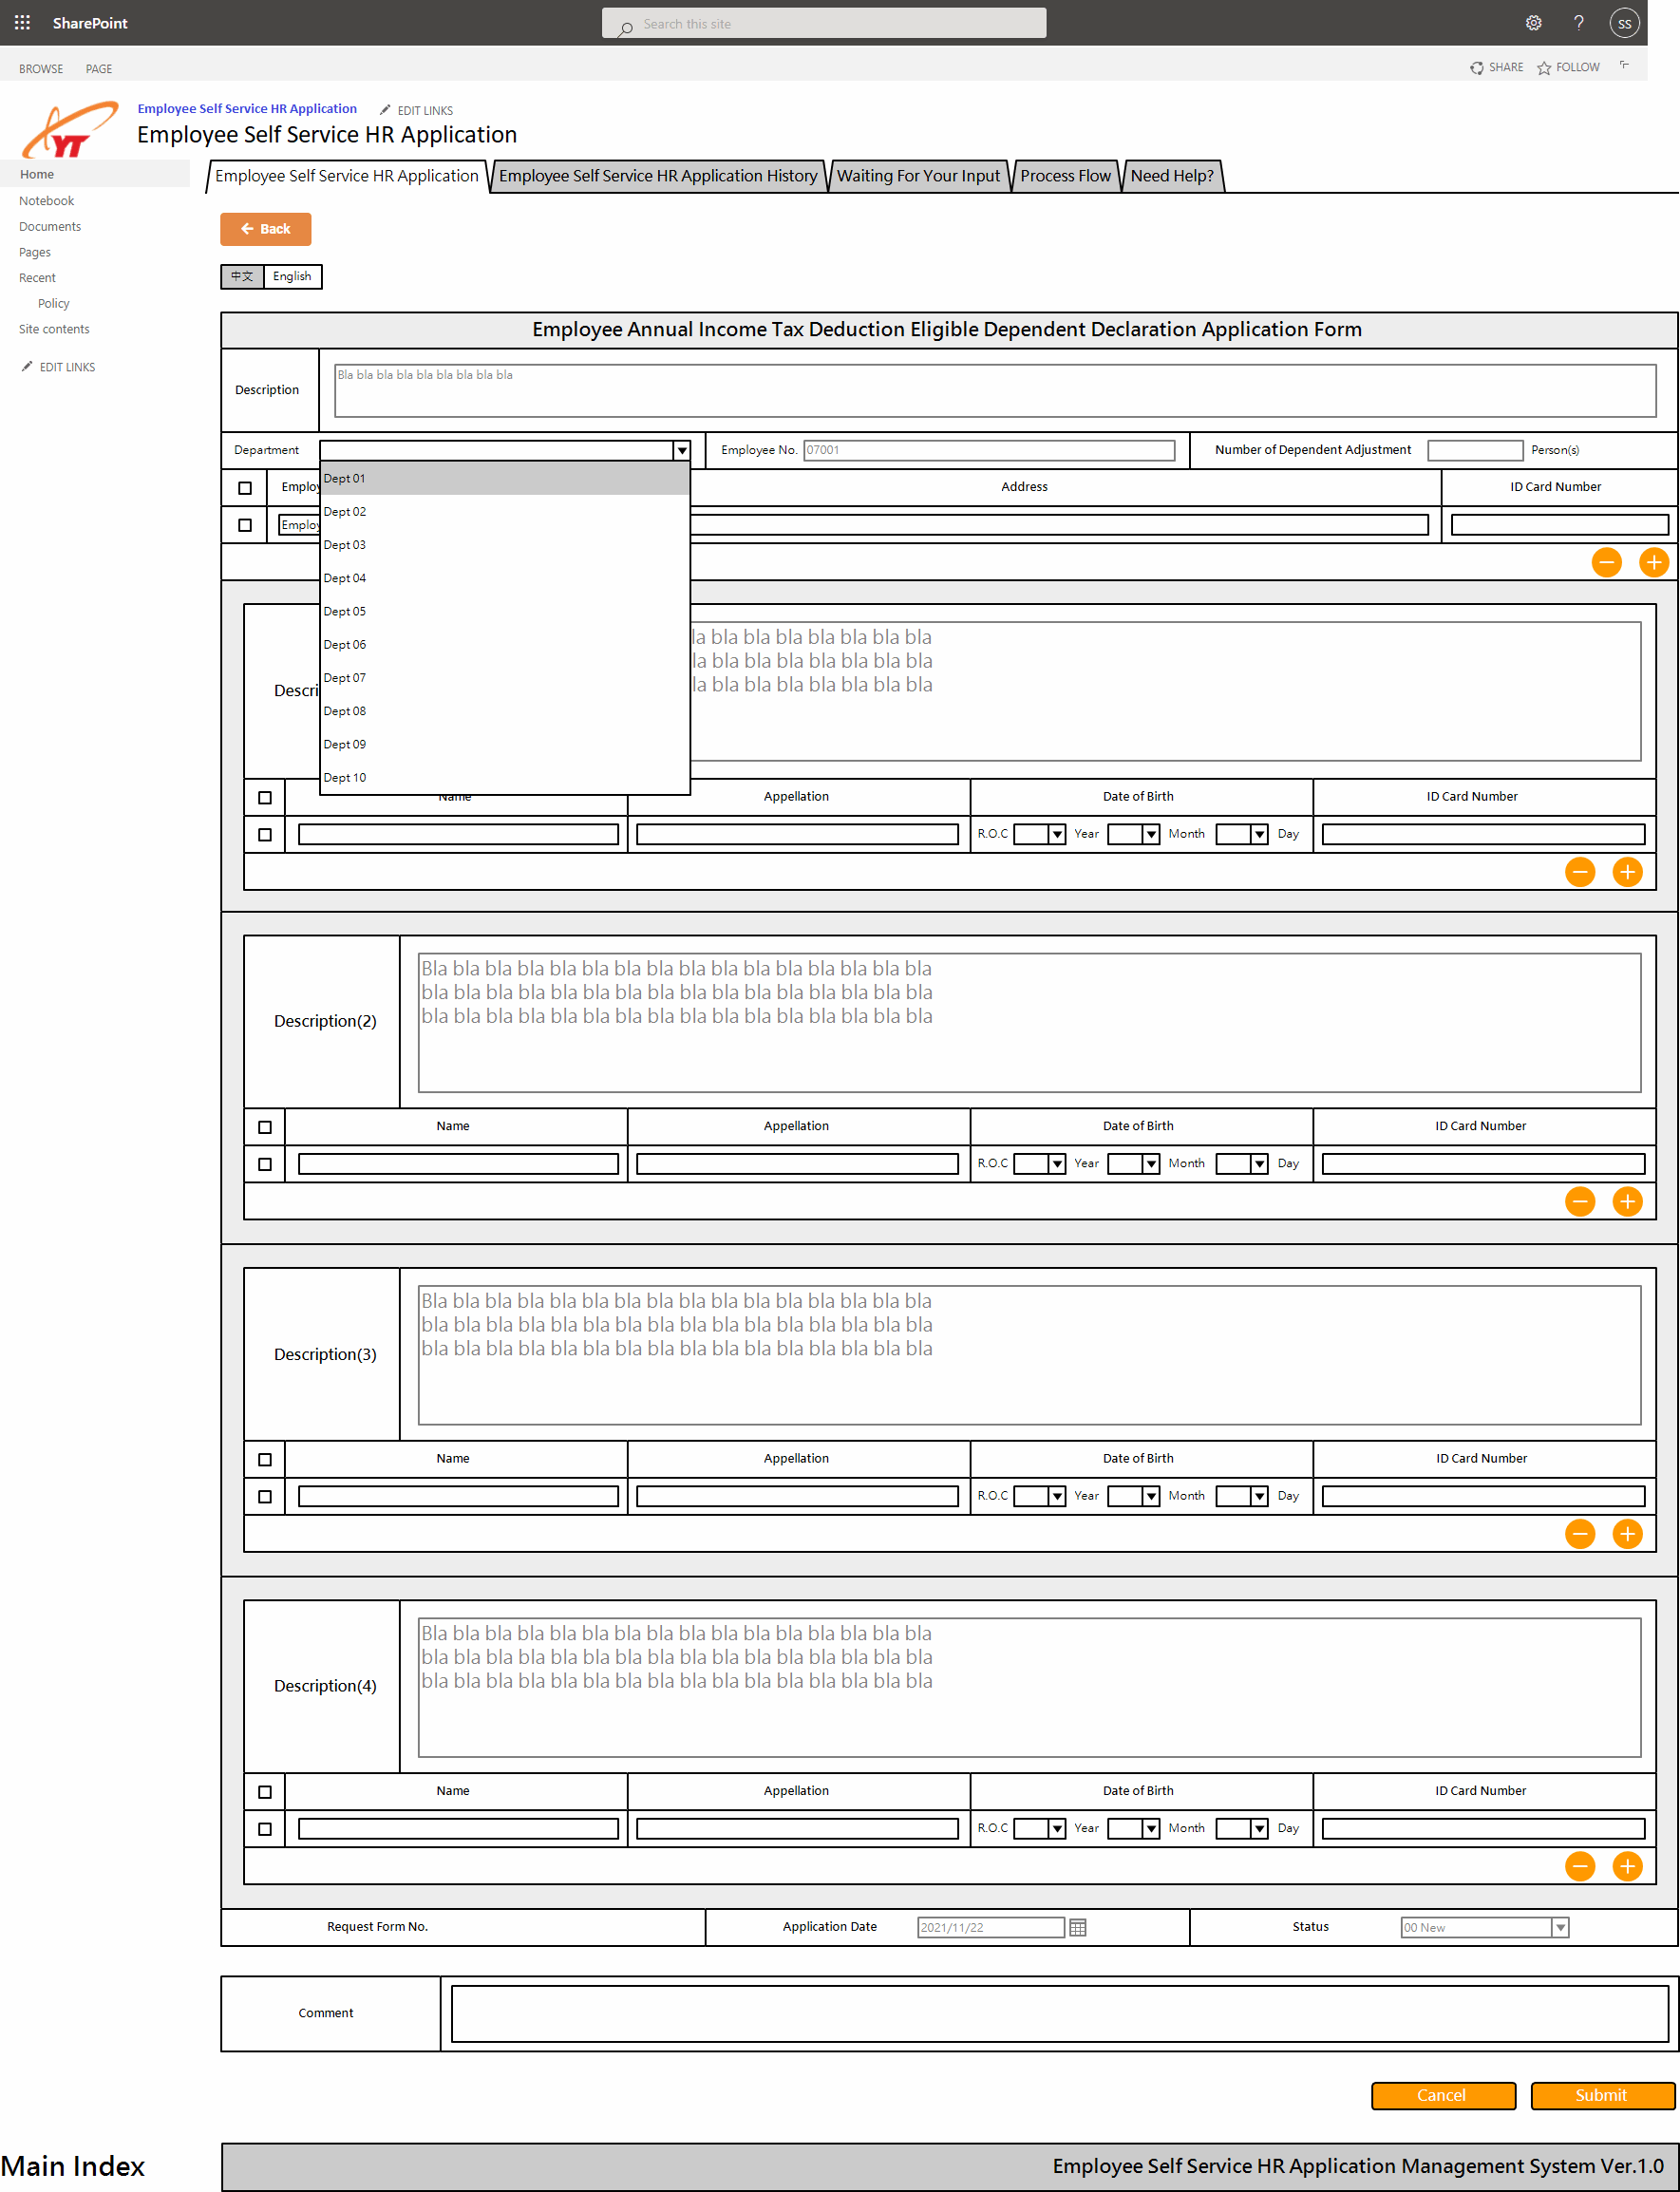 SharePoint
Search this site
?
SS
BROWSE PAGE
SHARE FOLLOW
YT
Employee Self Service HR Application EDIT LINKS
Employee Self Service HR Application
Home
Notebook
Documents
Pages
Recent
Policy
Site contents
EDIT LINKS
Employee Self Service HR Application Employee Self Service HR Application History Waiting For Your Input Process Flow Need Help?
Back
中文 English
Employee Annual Income Tax Deduction Eligible Dependent Declaration Application Form
Description Bla bla bla bla bla bla bla bla bla
Department Employee No. 07001 Number of Dependent Adjustment Person(s)
Dept 01
Dept 02
Dept 03
Dept 04
Dept 05
Dept 06
Dept 07
Dept 08
Dept 09
Dept 10
Address ID Card Number
bla bla bla bla bla bla bla
bla bla bla bla bla bla bla
bla bla bla bla bla bla bla
Name Appellation Date of Birth ID Card Number
R.O.C Year Month Day
Description(2)
Bla bla bla bla bla bla bla bla bla bla bla bla bla bla bla bla
bla bla bla bla bla bla bla bla bla bla bla bla bla bla bla bla
bla bla bla bla bla bla bla bla bla bla bla bla bla bla bla bla
Name Appellation Date of Birth ID Card Number
R.O.C Year Month Day
Description(3)
Bla bla bla bla bla bla bla bla bla bla bla bla bla bla bla bla
bla bla bla bla bla bla bla bla bla bla bla bla bla bla bla bla
bla bla bla bla bla bla bla bla bla bla bla bla bla bla bla bla
Name Appellation Date of Birth ID Card Number
R.O.C Year Month Day
Description(4)
Bla bla bla bla bla bla bla bla bla bla bla bla bla bla bla bla
bla bla bla bla bla bla bla bla bla bla bla bla bla bla bla bla
bla bla bla bla bla bla bla bla bla bla bla bla bla bla bla bla
Name Appellation Date of Birth ID Card Number
R.O.C Year Month Day
Request Form No. Application Date 2021/11/22 Status 00 New
Comment
Cancel Submit
Main Index
Employee Self Service HR Application Management System Ver.1.0